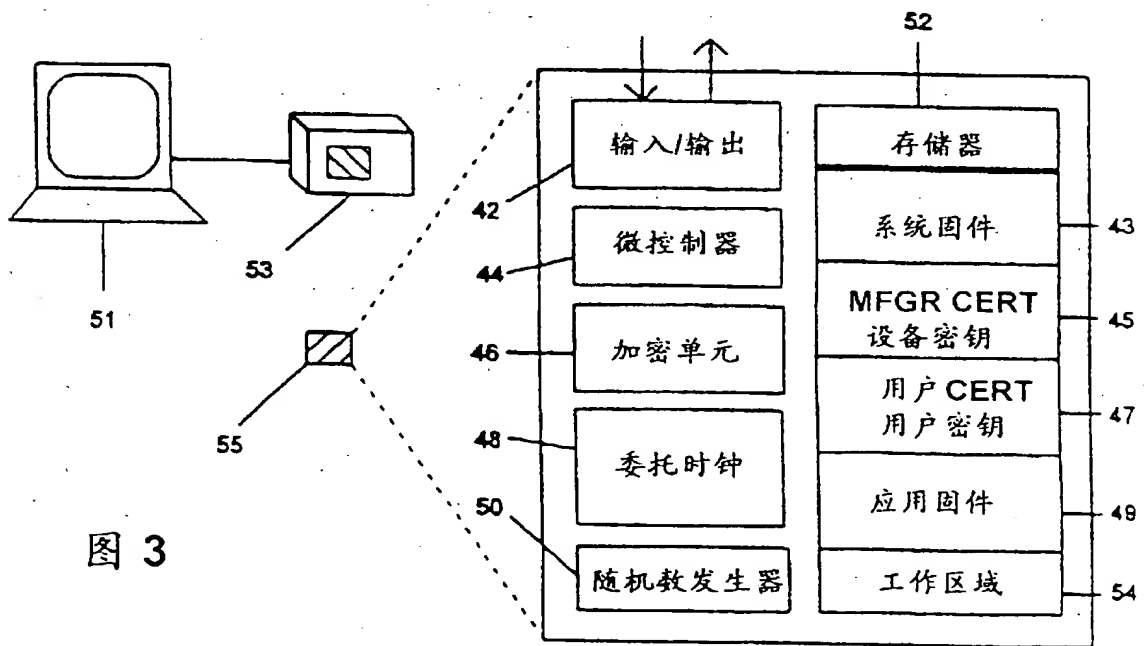 52
输入/输出
存储器
42
系统固件
43
53
微控制器
44
MFGR CERT
设备密钥
45
51
加密单元
46
用户 CERT
用户密钥
47
55
48
委托时钟
应用固件
49
50
图 3
随机数发生器
工作区域
54